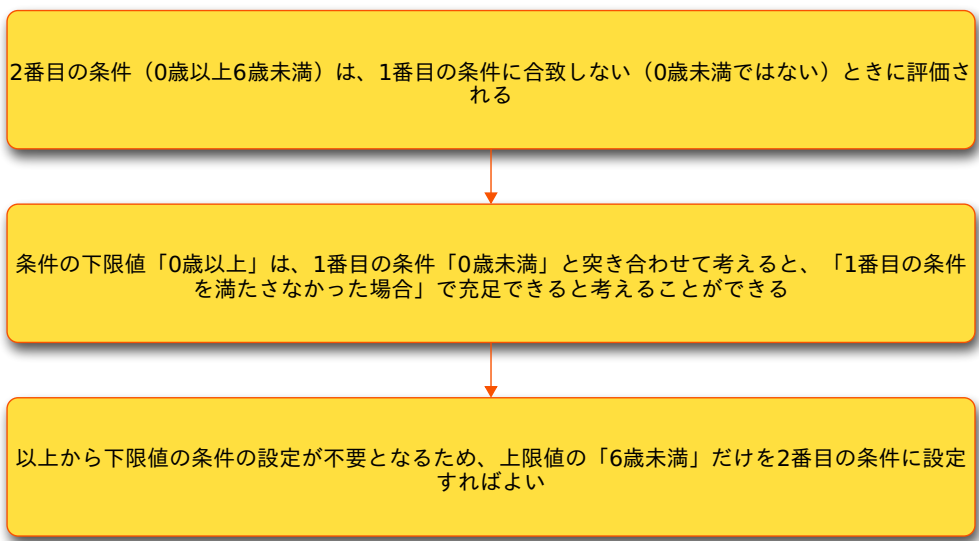 2番目の条件（0歳以上6歳未満）は、1番目の条件に合致しない（0歳未満ではない）ときに評価さ
れる
条件の下限値「0歳以上」は、1番目の条件「0歳未満」と突き合わせて考えると、「1番目の条件
を満たさなかった場合」で充足できると考えることができる
以上から下限値の条件の設定が不要となるため、上限値の「6歳未満」だけを2番目の条件に設定
すればよい